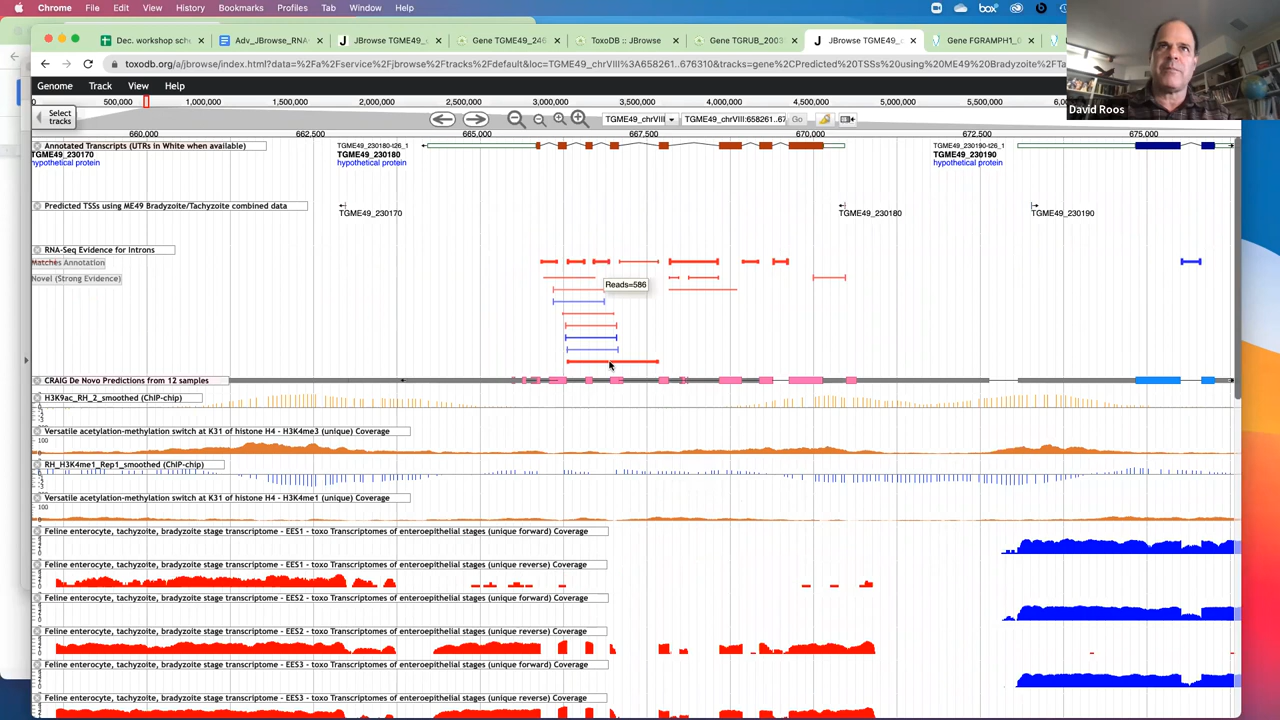 Chrome File Edit View History Bookmarks Profiles Tab Window Help
box
Dec. workshop sch
Adv_JBrowse_RNA
JBrowse TGME49_c
Gene TGME49_246
ToxoDB :: JBrowse
Gene TGRUB_2003
JBrowse TGME49_c
Gene FGRAMPH1_0
toxodb.org/a/jbrowse/index.html?data=%2Fa%2Fservice%2Fjbrowse%2Ftracks%2Fdefault&loc=TGME49_chrVIII%3A658261..676310&tracks=gene%2CPredicted%20TSSs%20using%20ME49%20Bradyzoite%2FTa
David Roos
Genome Track View Help
0 500,000 1,000,000 1,500,000 2,000,000 2,500,000 3,000,000 3,500,000 4,000,000 4,500,000 5,000,000 5,500,000 6,000,000 6,500,000
Select
tracks
TGME49_chrVIII TGME49_chrVIII:658261..67 Go
660,000 662,500 665,000 667,500 670,000 672,500 675,000
Annotated Transcripts (UTRs in White when available)
TGME49_230180-t26_1
TGME49_230190-t26_1
TGME49_230170
TGME49_230180
TGME49_230190
hypothetical protein
hypothetical protein
hypothetical protein
Predicted TSSs using ME49 Bradyzoite/Tachyzoite combined data
TGME49_230170
TGME49_230180
TGME49_230190
RNA-Seq Evidence for Introns
Matches Annotation
Novel (Strong Evidence)
Reads=586
CRAIG De Novo Predictions from 12 samples
H3K9ac_RH_2_smoothed (ChIP-chip)
Versatile acetylation-methylation switch at K31 of histone H4 - H3K4me3 (unique) Coverage
100
RH_H3K4me1_Rep1_smoothed (ChIP-chip)
Versatile acetylation-methylation switch at K31 of histone H4 - H3K4me1 (unique) Coverage
100
Feline enterocyte, tachyzoite, bradyzoite stage transcriptome - EES1 - toxo Transcriptomes of enteroepithelial stages (unique forward) Coverage
Feline enterocyte, tachyzoite, bradyzoite stage transcriptome - EES1 - toxo Transcriptomes of enteroepithelial stages (unique reverse) Coverage
Feline enterocyte, tachyzoite, bradyzoite stage transcriptome - EES2 - toxo Transcriptomes of enteroepithelial stages (unique forward) Coverage
Feline enterocyte, tachyzoite, bradyzoite stage transcriptome - EES2 - toxo Transcriptomes of enteroepithelial stages (unique reverse) Coverage
Feline enterocyte, tachyzoite, bradyzoite stage transcriptome - EES3 - toxo Transcriptomes of enteroepithelial stages (unique forward) Coverage
Feline enterocyte, tachyzoite, bradyzoite stage transcriptome - EES3 - toxo Transcriptomes of enteroepithelial stages (unique reverse) Coverage